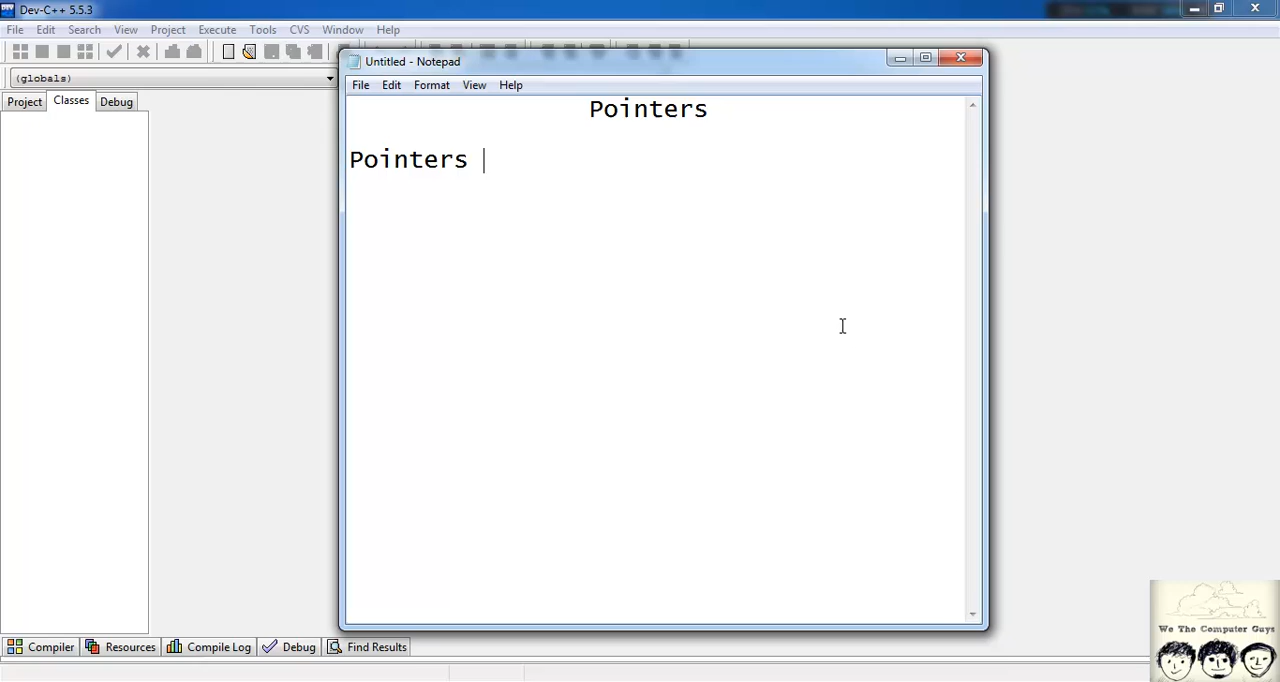 Dev-C++ 5.5.3
File Edit Search View Project Execute Tools CVS Window Help
(globals)
Project Classes Debug
Untitled - Notepad
File Edit Format View Help
Pointers
Pointers
Compiler Resources Compile Log Debug Find Results
We The Computer Guys